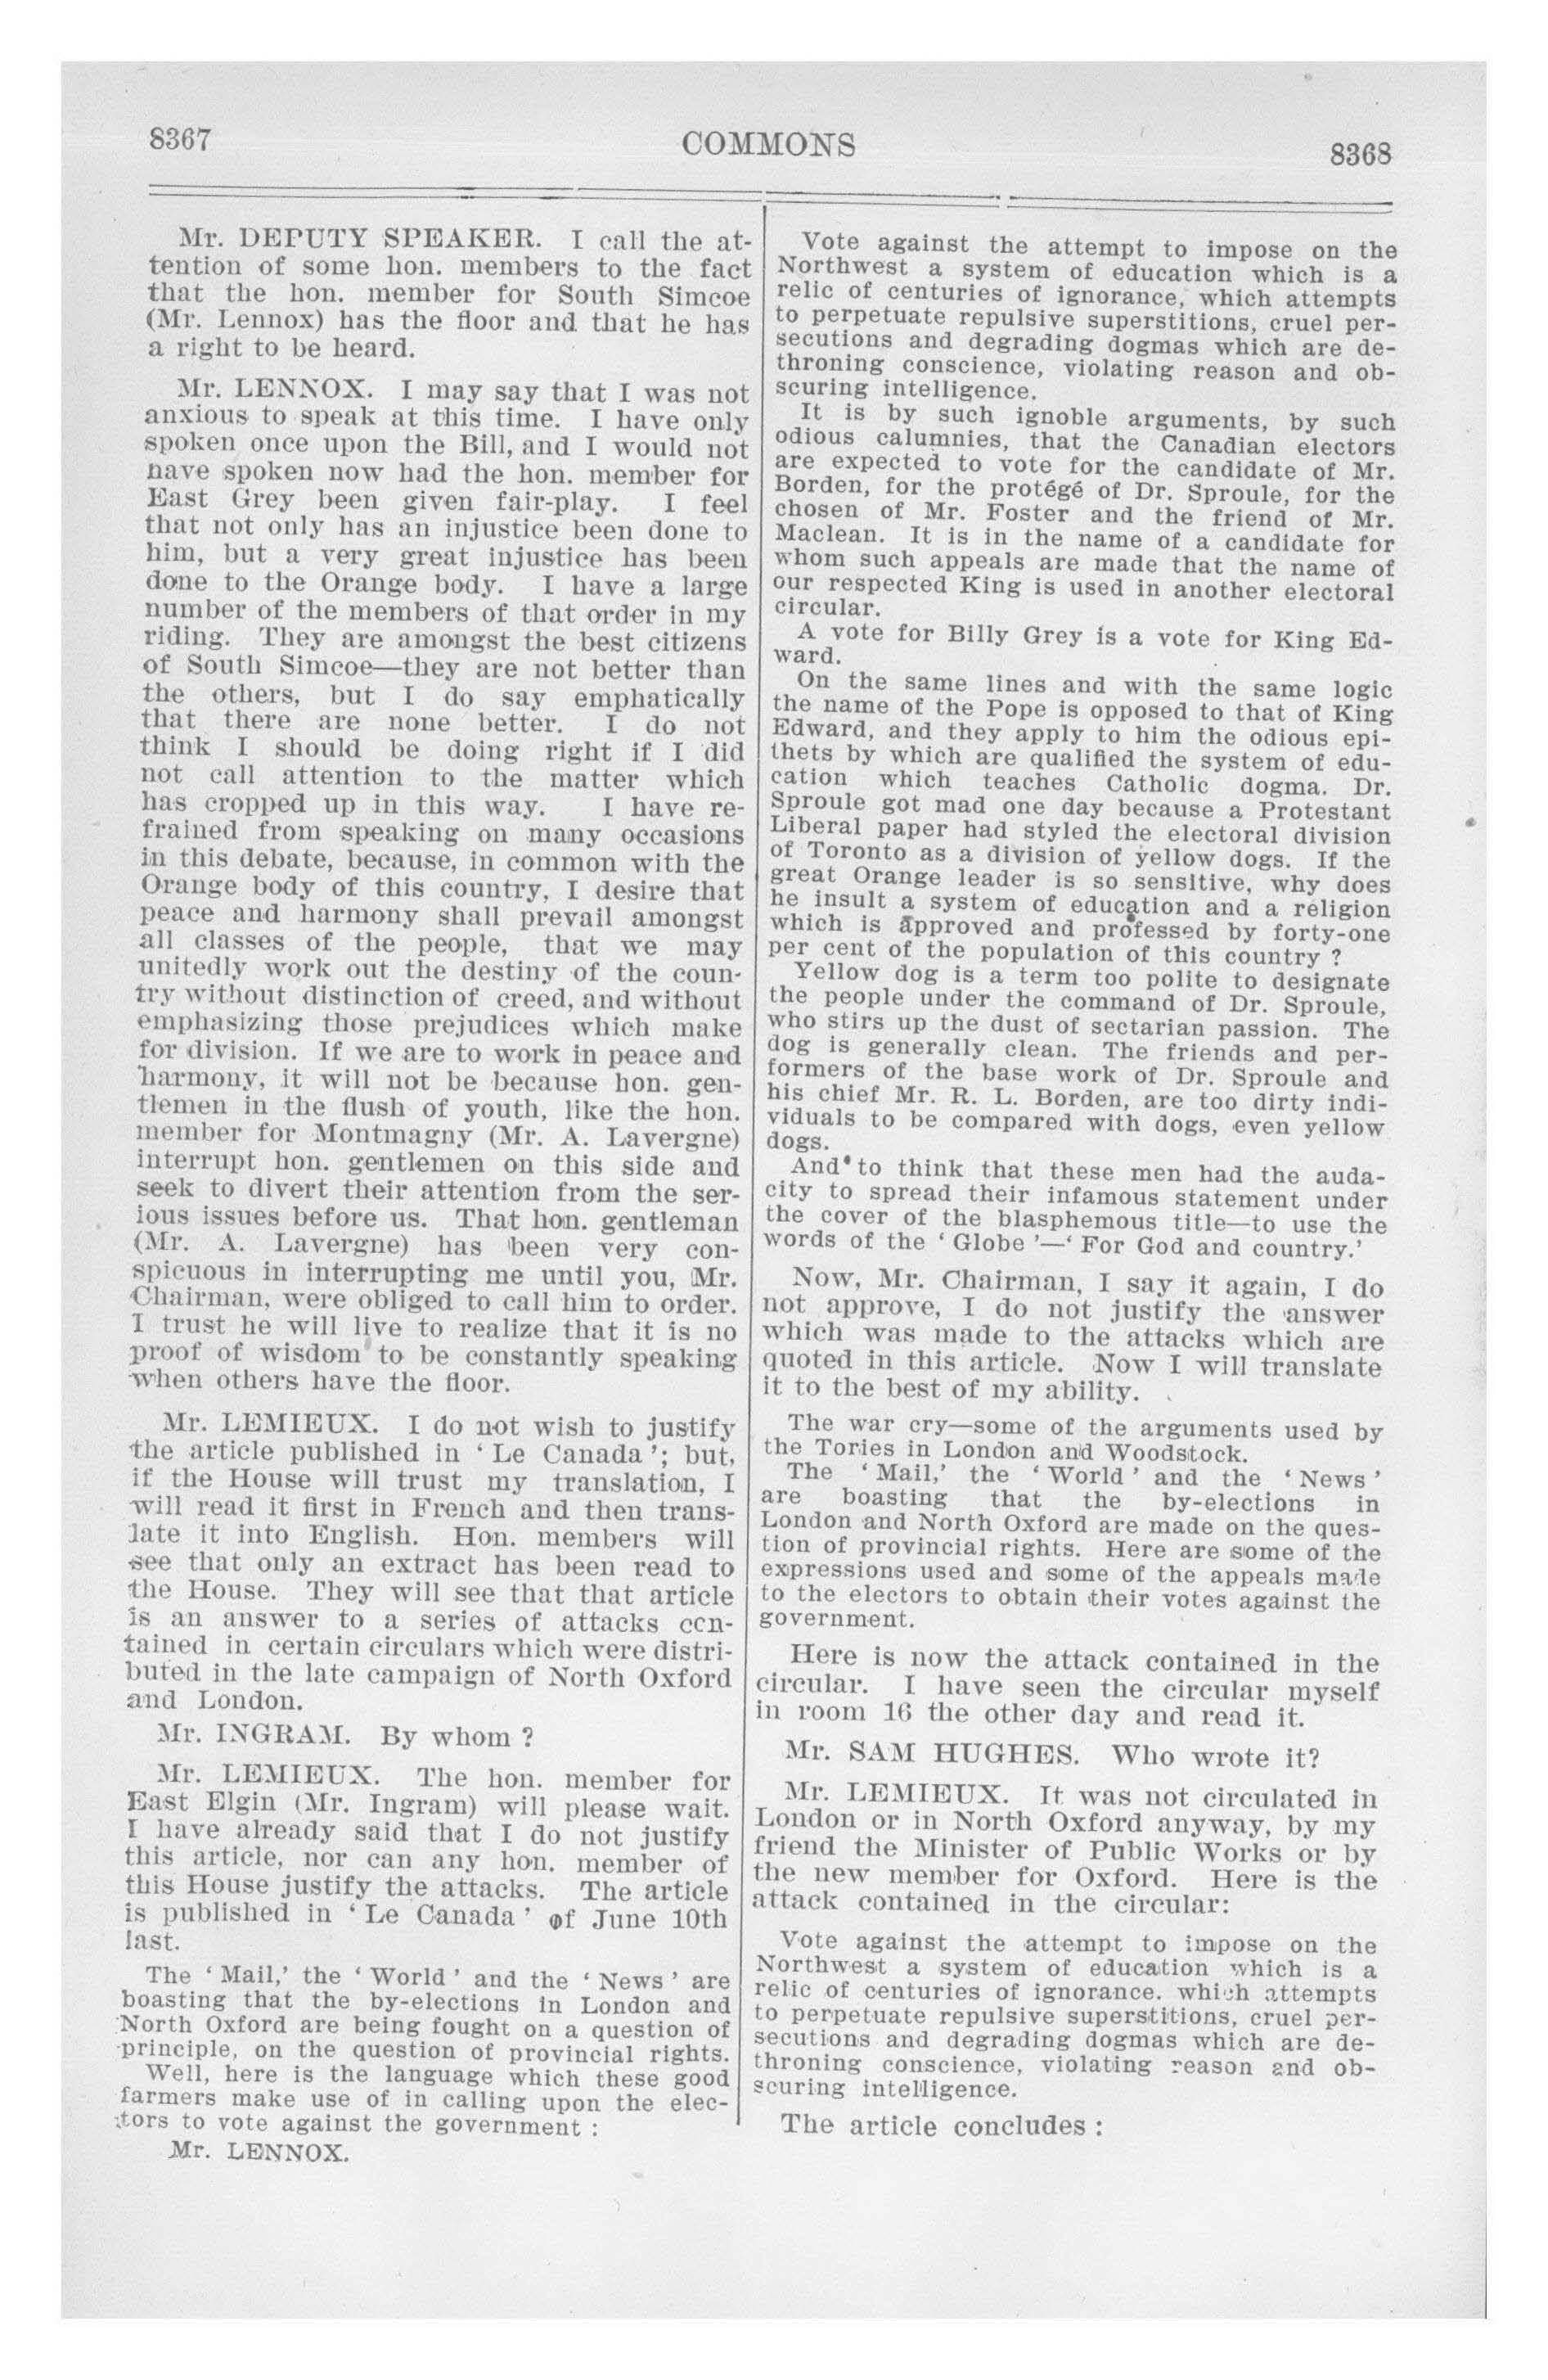 8367
COMMONS
8368
Mr. DEPUTY SPEAKER. I call the at-
tention of some hon. members to the fact
that the hon. member for South Simcoe
(Mr. Lennox) has the floor and that he has
a right to be heard.
Mr. LENNOX. I may say that I was not
anxious to speak at this time. I have only
spoken once upon the Bill, and I would not
have spoken now had the hon. member for
East Grey been given fair-play. I feel
that not only has an injustice been done to
him, but a very great injustice has been
done to the Orange body. I have a large
number of the members of that order in my
riding. They are amongst the best citizens
of South Simcoe—they are not better than
the others, but I do say emphatically
that there are none better. I do not
think I should be doing right if I did
not call attention to the matter which
has cropped up in this way. I have re-
frained from speaking on many occasions
in this debate, because, in common with the
Orange body of this country, I desire that
peace and harmony shall prevail amongst
all classes of the people, that we may
unitedly work out the destiny of the coun-
try without distinction of creed, and without
emphasizing those prejudices which make
for division. If we are to work in peace and
harmony, it will not be because hon. gen-
tlemen in the flush of youth, like the hon.
member for Montmagny (Mr. A. Lavergne)
interrupt hon. gentlemen on this side and
seek to divert their attention from the ser-
ious issues before us. That hon. gentleman
(Mr. A. Lavergne) has been very con-
spicuous in interrupting me until you, Mr.
Chairman, were obliged to call him to order.
I trust he will live to realize that it is no
proof of wisdom to be constantly speaking
when others have the floor.
Mr. LEMIEUX. I do not wish to justify
the article published in ‘ Le Canada ’; but,
if the House will trust my translation, I
will read it first in French and then trans-
late it into English. Hon. members will
see that only an extract has been read to
the House. They will see that that article
is an answer to a series of attacks con-
tained in certain circulars which were distri-
buted in the late campaign of North Oxford
and London.
Mr. INGRAM. By whom ?
Mr. LEMIEUX. The hon. member for
East Elgin (Mr. Ingram) will please wait.
I have already said that I do not justify
this article, nor can any hon. member of
this House justify the attacks. The article
is published in ‘ Le Canada ’ of June 10th
last.
The ‘ Mail,’ the ‘ World ’ and the ‘ News ’ are
boasting that the by-elections in London and
North Oxford are being fought on a question of
principle, on the question of provincial rights.
Well, here is the language which these good
farmers make use of in calling upon the elec-
tors to vote against the government :
Mr. LENNOX.
Vote against the attempt to impose on the
Northwest a system of education which is a
relic of centuries of ignorance, which attempts
to perpetuate repulsive superstitions, cruel per-
secutions and degrading dogmas which are de-
throning conscience, violating reason and ob-
scuring intelligence.
It is by such ignoble arguments, by such
odious calumnies, that the Canadian electors
are expected to vote for the candidate of Mr.
Borden, for the protégé of Dr. Sproule, for the
chosen of Mr. Foster and the friend of Mr.
Maclean. It is in the name of a candidate for
whom such appeals are made that the name of
our respected King is used in another electoral
circular.
A vote for Billy Grey is a vote for King Ed-
ward.
On the same lines and with the same logic
the name of the Pope is opposed to that of King
Edward, and they apply to him the odious epi-
thets by which are qualified the system of edu-
cation which teaches Catholic dogma. Dr.
Sproule got mad one day because a Protestant
Liberal paper had styled the electoral division
of Toronto as a division of yellow dogs. If the
great Orange leader is so sensitive, why does
he insult a system of education and a religion
which is approved and professed by forty-one
per cent of the population of this country ?
Yellow dog is a term too polite to designate
the people under the command of Dr. Sproule,
who stirs up the dust of sectarian passion. The
dog is generally clean. The friends and per-
formers of the base work of Dr. Sproule and
his chief Mr. R. L. Borden, are too dirty indi-
viduals to be compared with dogs, even yellow
dogs.
And to think that these men had the auda-
city to spread their infamous statement under
the cover of the blasphemous title—to use the
words of the ‘ Globe ’—‘ For God and country.’
Now, Mr. Chairman, I say it again, I do
not approve, I do not justify the answer
which was made to the attacks which are
quoted in this article. Now I will translate
it to the best of my ability.
The war cry—some of the arguments used by
the Tories in London and Woodstock.
The ‘ Mail,’ the ‘ World ’ and the ‘ News ’
are boasting that the by-elections in
London and North Oxford are made on the ques-
tion of provincial rights. Here are some of the
expressions used and some of the appeals made
to the electors to obtain their votes against the
government.
Here is now the attack contained in the
circular. I have seen the circular myself
in room 16 the other day and read it.
Mr. SAM HUGHES. Who wrote it?
Mr. LEMIEUX. It was not circulated in
London or in North Oxford anyway, by my
friend the Minister of Public Works or by
the new member for Oxford. Here is the
attack contained in the circular:
Vote against the attempt to impose on the
Northwest a system of education which is a
relic of centuries of ignorance. which attempts
to perpetuate repulsive superstitions, cruel per-
secutions and degrading dogmas which are de-
throning conscience, violating reason and ob-
scuring intelligence.
The article concludes :